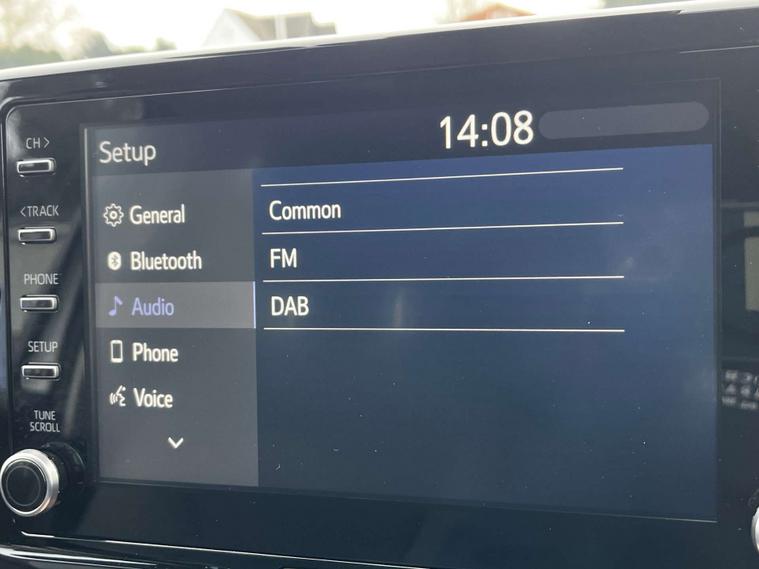 CH >
< TRACK
PHONE
SETUP
TUNE
SCROLL
Setup
14:08
General
Bluetooth
Audio
Phone
Voice
Common
FM
DAB